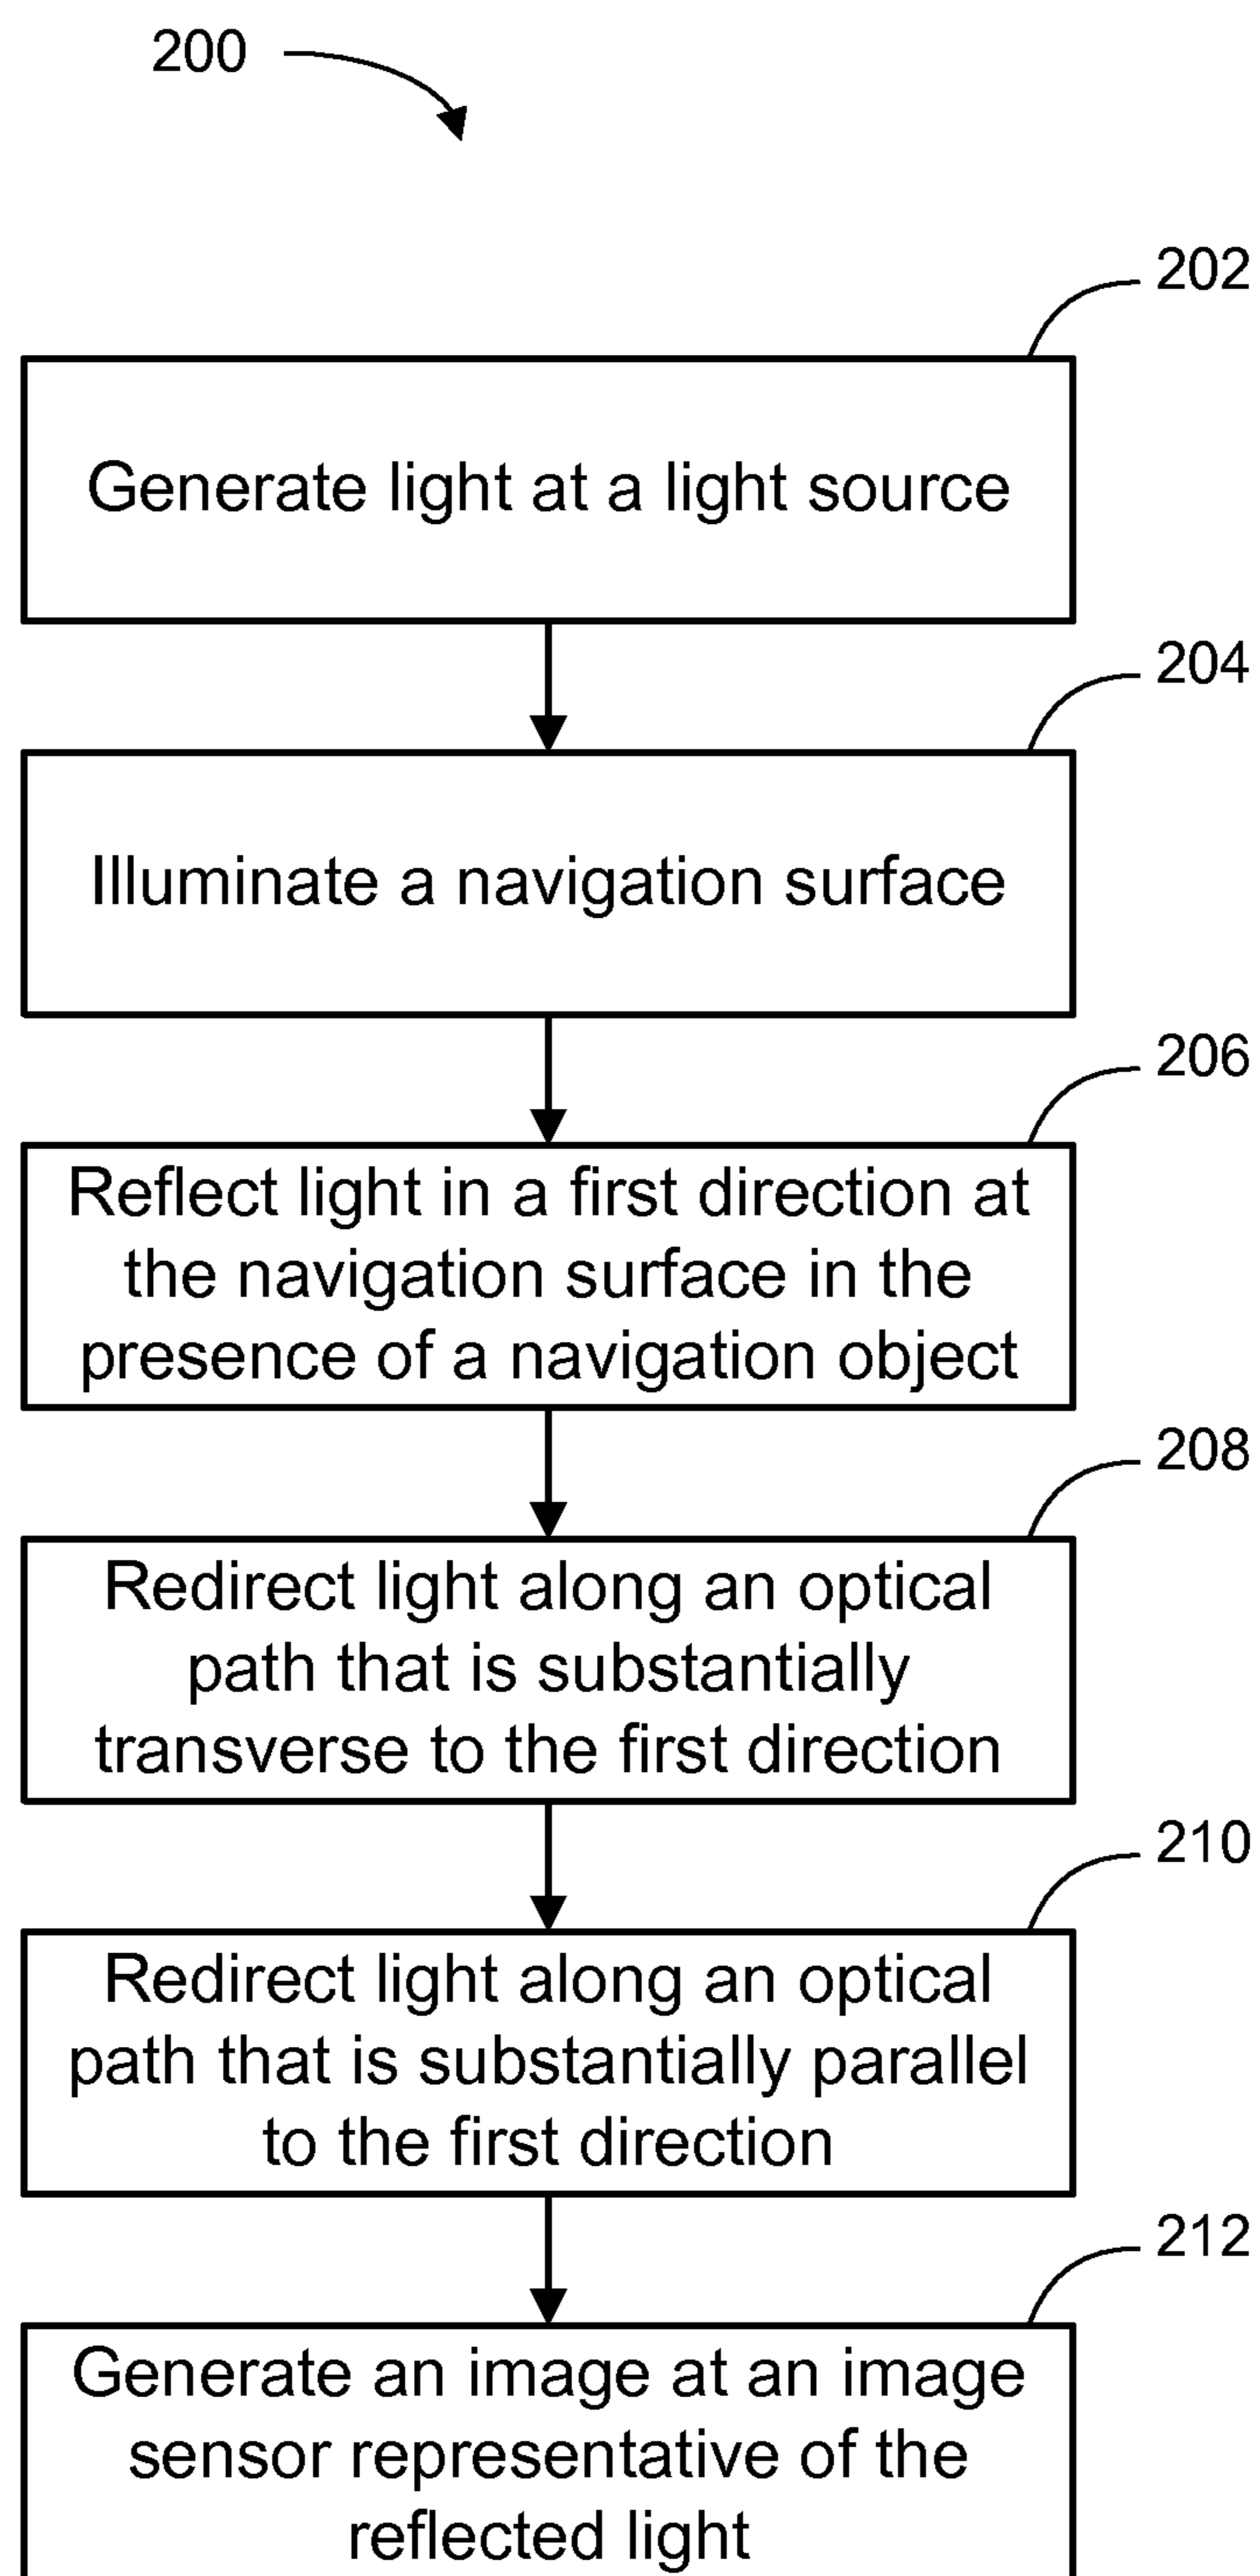 200
202
Generate light at a light source
204
Illuminate a navigation surface
206
Reflect light in a first direction at
the navigation surface in the
presence of a navigation object
208
Redirect light along an optical
path that is substantially
transverse to the first direction
210
Redirect light along an optical
path that is substantially parallel
to the first direction
212
Generate an image at an image
sensor representative of the
reflected light